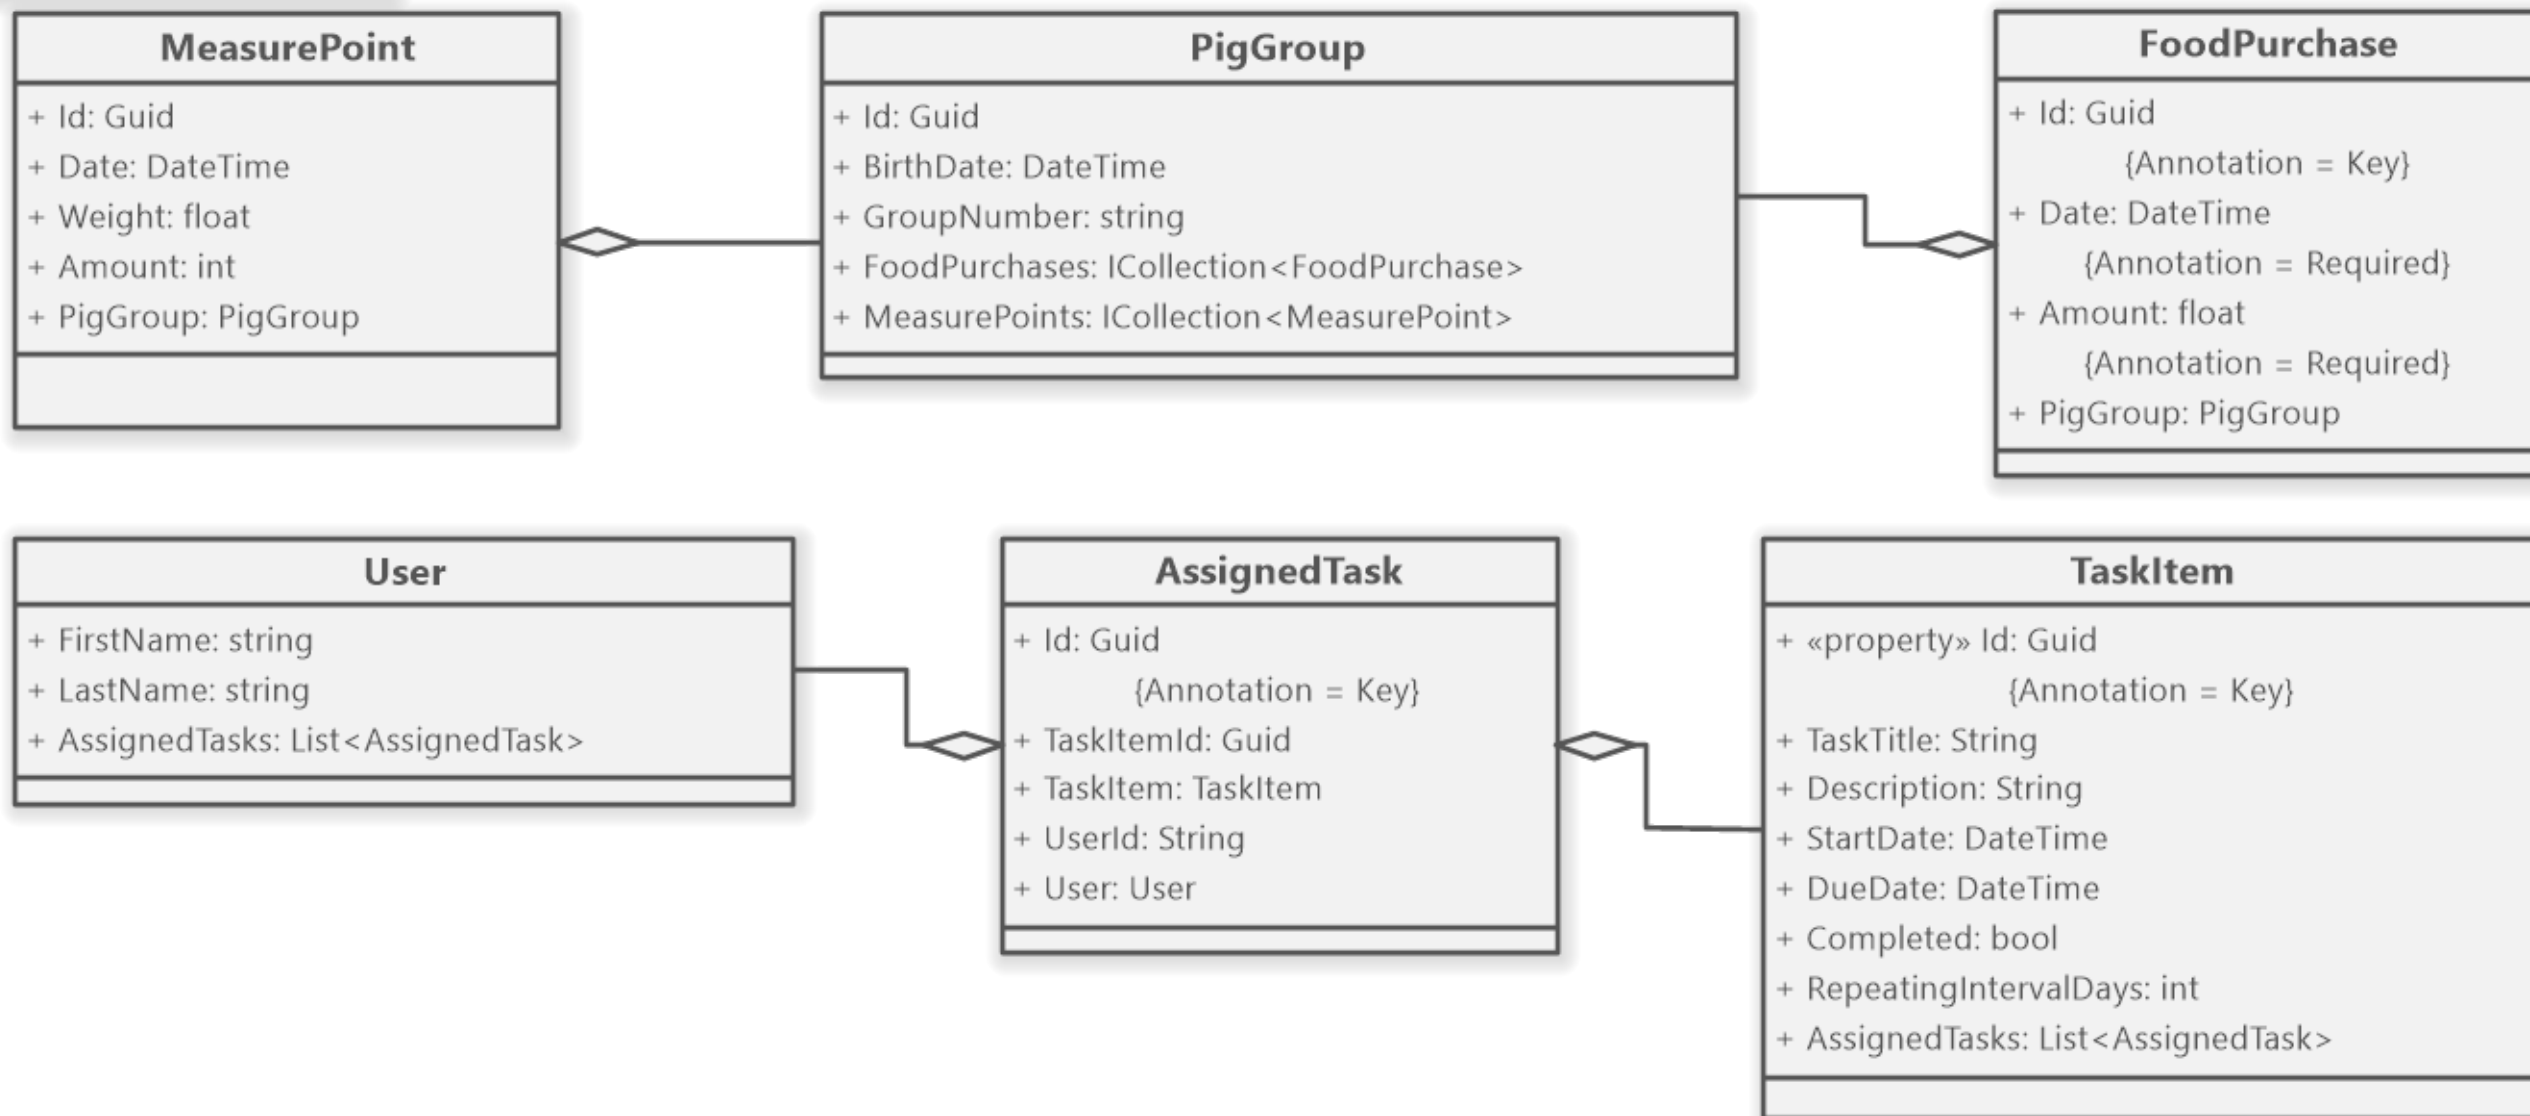 MeasurePoint
+ Id: Guid
+ Date: DateTime
+ Weight: float
+ Amount: int
+ PigGroup: PigGroup
PigGroup
+ Id: Guid
+ BirthDate: DateTime
+ GroupNumber: string
+ FoodPurchases: ICollection<FoodPurchase>
+ MeasurePoints: ICollection<MeasurePoint>
FoodPurchase
+ Id: Guid
{Annotation = Key}
+ Date: DateTime
{Annotation = Required}
+ Amount: float
{Annotation = Required}
+ PigGroup: PigGroup
User
+ FirstName: string
+ LastName: string
+ AssignedTasks: List<AssignedTask>
AssignedTask
+ Id: Guid
{Annotation = Key}
+ TaskItemId: Guid
+ TaskItem: TaskItem
+ UserId: String
+ User: User
TaskItem
+ «property» Id: Guid
{Annotation = Key}
+ TaskTitle: String
+ Description: String
+ StartDate: DateTime
+ DueDate: DateTime
+ Completed: bool
+ RepeatingIntervalDays: int
+ AssignedTasks: List<AssignedTask>